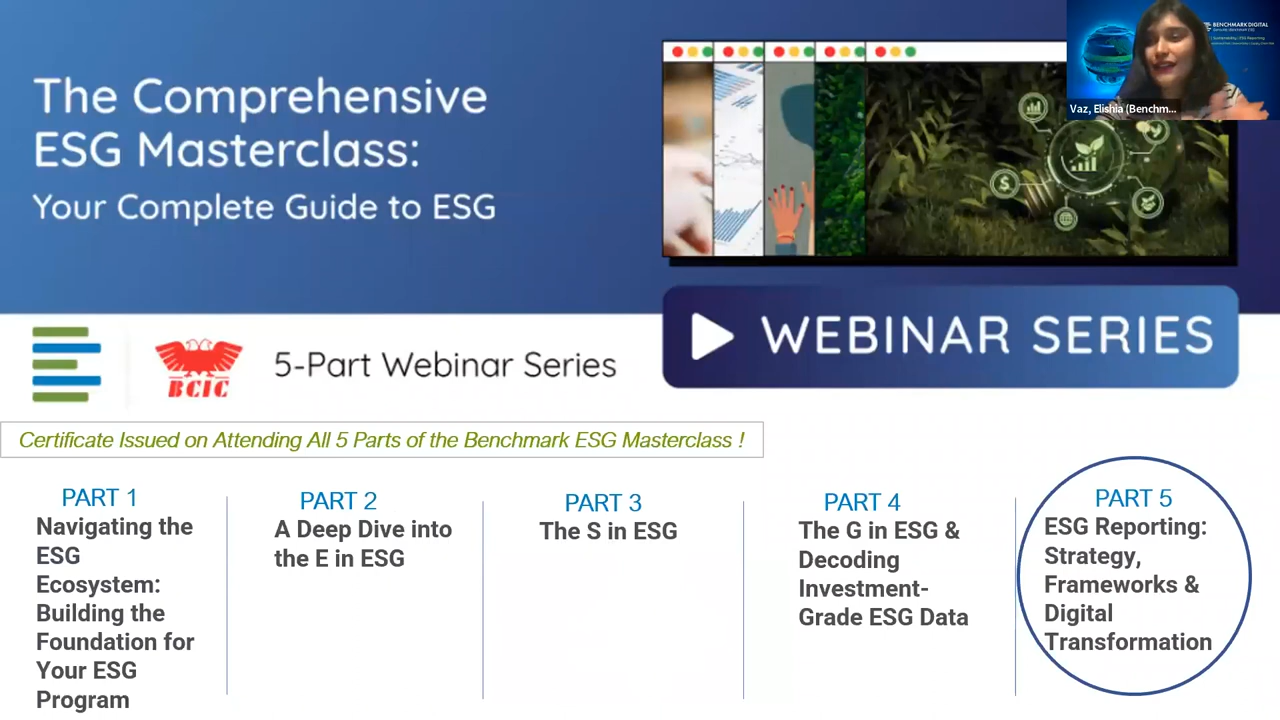 The Comprehensive
ESG Masterclass:
Your Complete Guide to ESG
BENCHMARK DIGITAL
Vaz, Elishia (Benchm...
WEBINAR SERIES
BCIC
5-Part Webinar Series
Certificate Issued on Attending All 5 Parts of the Benchmark ESG Masterclass !
PART 1
Navigating the
ESG
Ecosystem:
Building the
Foundation for
Your ESG
Program
PART 2
A Deep Dive into
the E in ESG
PART 3
The S in ESG
PART 4
The G in ESG &
Decoding
Investment-
Grade ESG Data
PART 5
ESG Reporting:
Strategy,
Frameworks &
Digital
Transformation